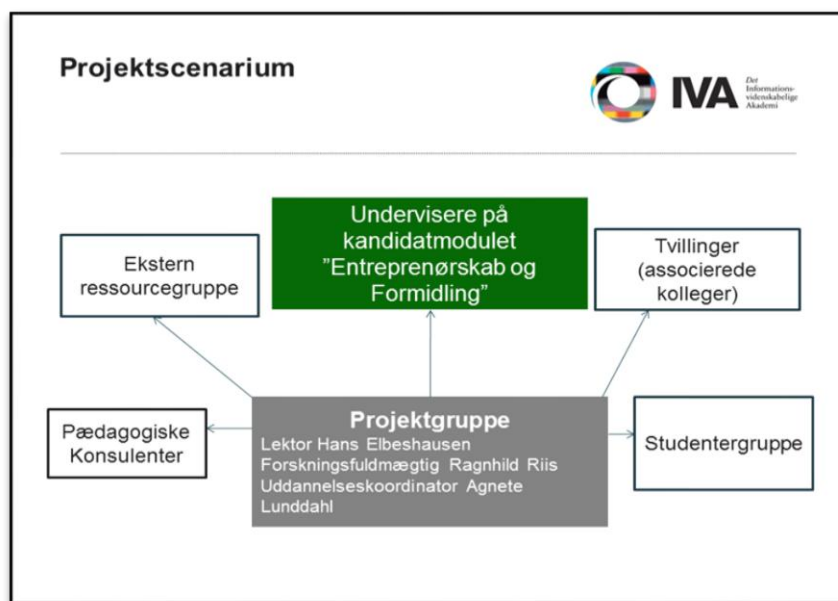 Projektscenarium
IVA
Det
Informations-
videnskabelige
Akademi
Undervisere på
kandidatmodulet
”Entreprenørskab og
Formidling”
Ekstern
ressourcegruppe
Tvillinger
(associerede
kolleger)
Pædagogiske
Konsulenter
Projektgruppe
Lektor Hans Elbeshausen
Forskningsfuldmægtig Ragnhild Riis
Uddannelseskoordinator Agnete
Lunddahl
Studentergruppe